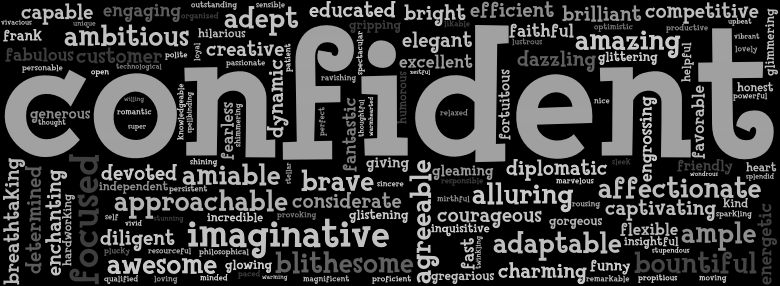 capable
engaging
outstanding
sensible
educated
bright
efficient
brilliant
competitive
vivacious
unique
organized
adept
gripping
likable
optimistic
productive
upbeat
frank
ambitious
polite
hilarious
loyal
elegant
faithful
lustrous
amazing
vibrant
lovely
glimmering
fabulous
customer
creative
patient
spectacular
excellent
dazzling
glittering
helpful
personable
open
technological
passionate
dynamic
ravishing
zestful
honest
powerful
confident
generous
thought
willing
romantic
super
knowledgeable
spellbinding
fearless
shimmering
perfect
fantastic
thoughtful
warmhearted
humorous
relaxed
fortuitous
nice
engrossing
favorable
shining
stellar
giving
gleaming
diplomatic
sleek
friendly
wondrous
heart
splendid
breathtaking
determined
enchanting
hardworking
focused
devoted
amiable
brave
sincere
agreeable
responsible
marvelous
independent
persistent
alluring
rousing
affectionate
approachable
considerate
mirthful
captivating
Kind
sparkling
self
vivid
stunning
incredible
provoking
glistening
courageous
gorgeous
energetic
diligent
imaginative
inquisitive
adaptable
flexible
insightful
ample
plucky
resourceful
philosophical
fast
twinkling
stupendous
awesome
glowing
blithesome
charming
funny
bountiful
qualified
loving
minded
paced
warming
magnificent
proficient
gregarious
remarkable
propitious
moving